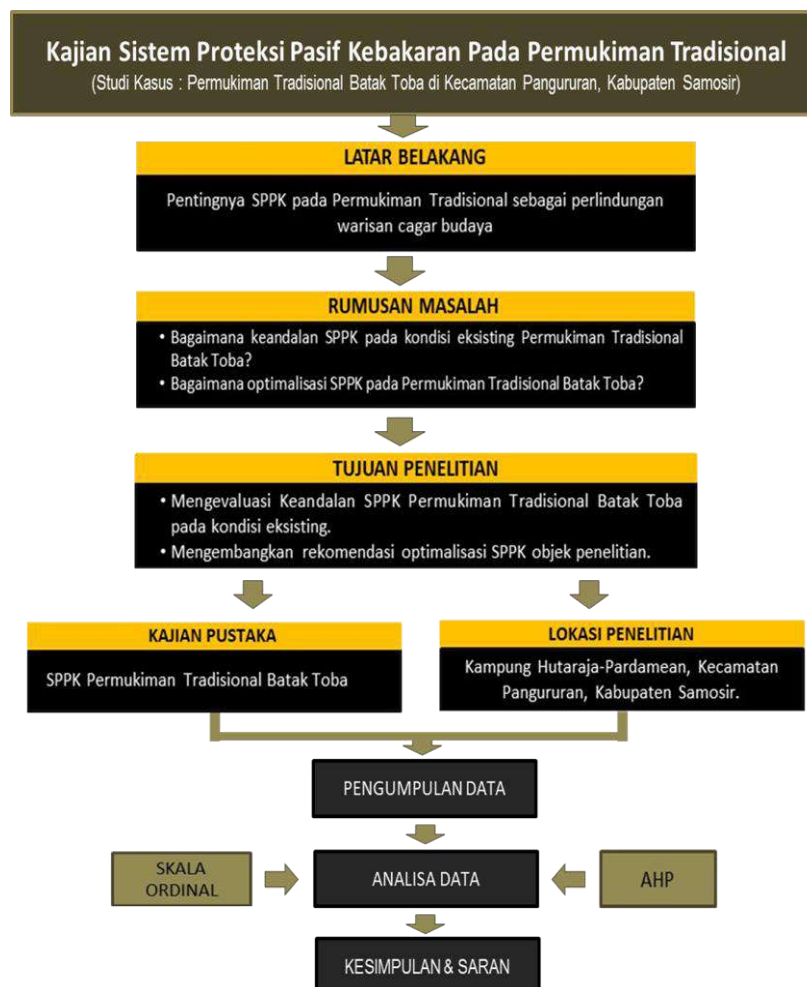 Kajian Sistem Proteksi Pasif Kebakaran Pada Permukiman Tradisional
(Studi Kasus : Permukiman Tradisional Batak Toba di Kecamatan Pangururan, Kabupaten Samosir)
LATAR BELAKANG
Pentingnya SPPK pada Permukiman Tradisional sebagai perlindungan
warisan cagar budaya
RUMUSAN MASALAH
• Bagaimana keandalan SPPK pada kondisi eksisting Permukiman Tradisional
Batak Toba?
• Bagaimana optimalisasi SPPK pada Permukiman Tradisional Batak Toba?
TUJUAN PENELITIAN
• Mengevaluasi Keandalan SPPK Permukiman Tradisional Batak Toba
pada kondisi eksisting.
• Mengembangkan rekomendasi optimalisasi SPPK objek penelitian.
KAJIAN PUSTAKA
SPPK Permukiman Tradisional Batak Toba
LOKASI PENELITIAN
Kampung Hutaraja-Pardamean, Kecamatan
Pangururan, Kabupaten Samosir.
PENGUMPULAN DATA
SKALA
ORDINAL
ANALISA DATA
AHP
KESIMPULAN & SARAN